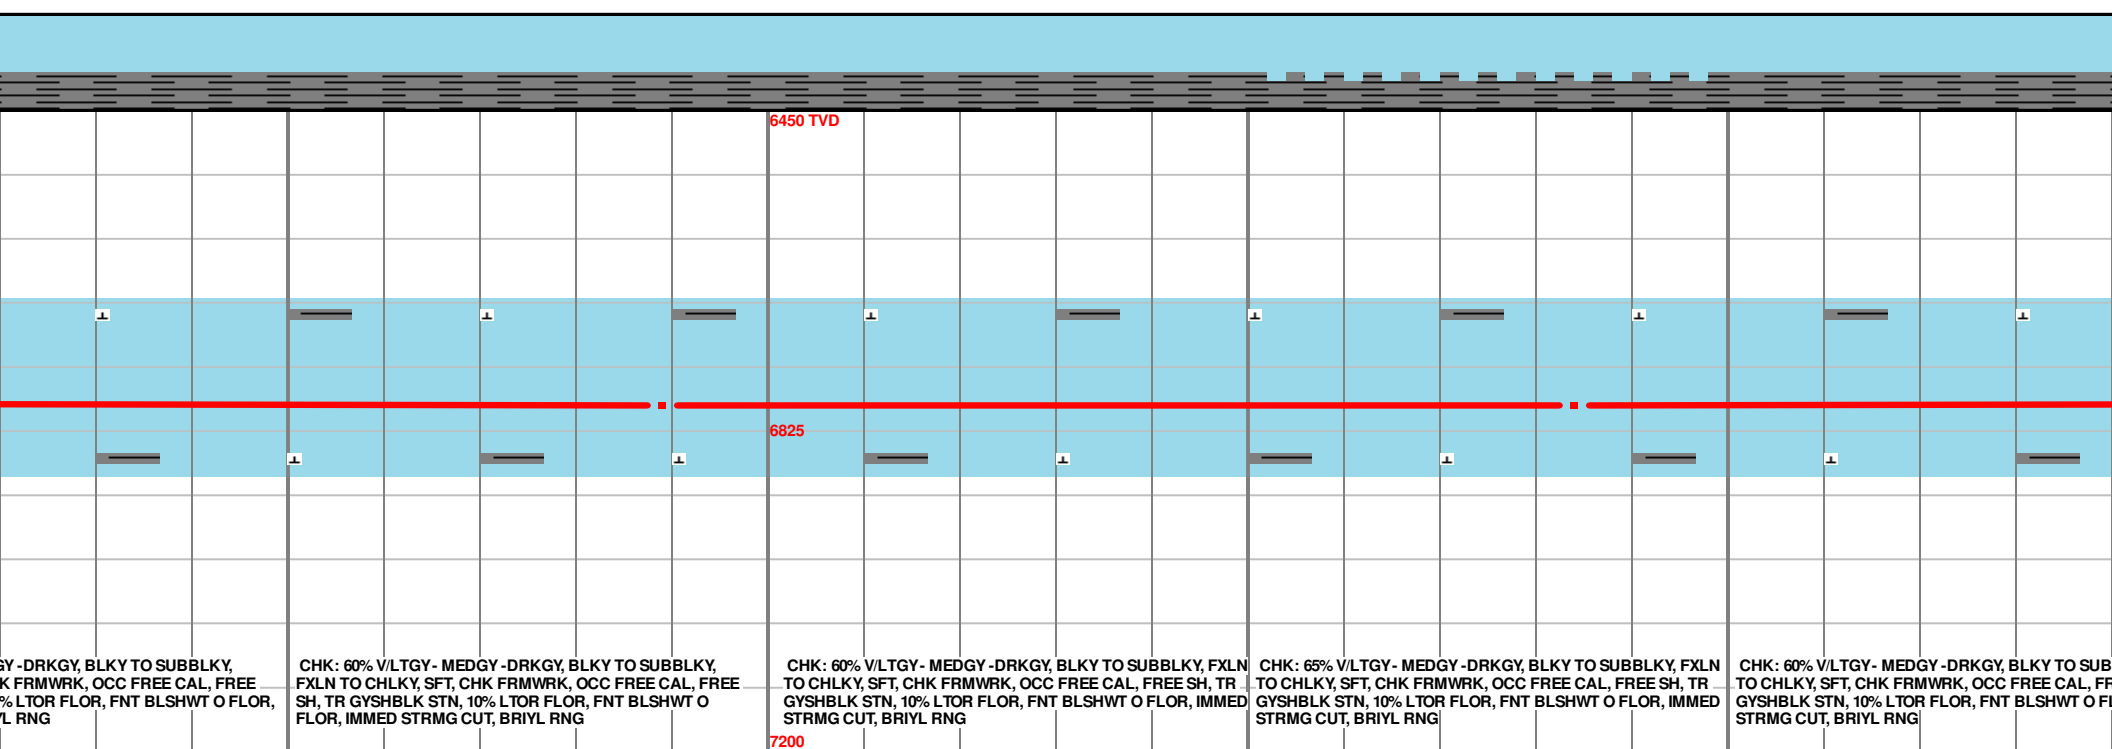 6450 TVD
6825
GY -DRKGY, BLKY TO SUBBLKY,
K FRMWRK, OCC FREE CAL, FREE
% LTOR FLOR, FNT BLSHWT O FLOR,
YL RNG
CHK: 60% V/LTGY - MEDGY -DRKGY, BLKY TO SUBBLKY,
FXLN TO CHLKY, SFT, CHK FRMWRK, OCC FREE CAL, FREE
SH, TR GYSHBLK STN, 10% LTOR FLOR, FNT BLSHWT O
FLOR, IMMED STRMG CUT, BRIYL RNG
CHK: 60% V/LTGY - MEDGY -DRKGY, BLKY TO SUBBLKY, FXLN
TO CHLKY, SFT, CHK FRMWRK, OCC FREE CAL, FREE SH, TR
GYSHBLK STN, 10% LTOR FLOR, FNT BLSHWT O FLOR, IMMED
STRMG CUT, BRIYL RNG
CHK: 65% V/LTGY - MEDGY -DRKGY, BLKY TO SUBBLKY, FXLN
TO CHLKY, SFT, CHK FRMWRK, OCC FREE CAL, FREE SH, TR
GYSHBLK STN, 10% LTOR FLOR, FNT BLSHWT O FLOR, IMMED
STRMG CUT, BRIYL RNG
CHK: 60% V/LTGY - MEDGY -DRKGY, BLKY TO SUB
TO CHLKY, SFT, CHK FRMWRK, OCC FREE CAL, FR
GYSHBLK STN, 10% LTOR FLOR, FNT BLSHWT O FL
STRMG CUT, BRIYL RNG
7200